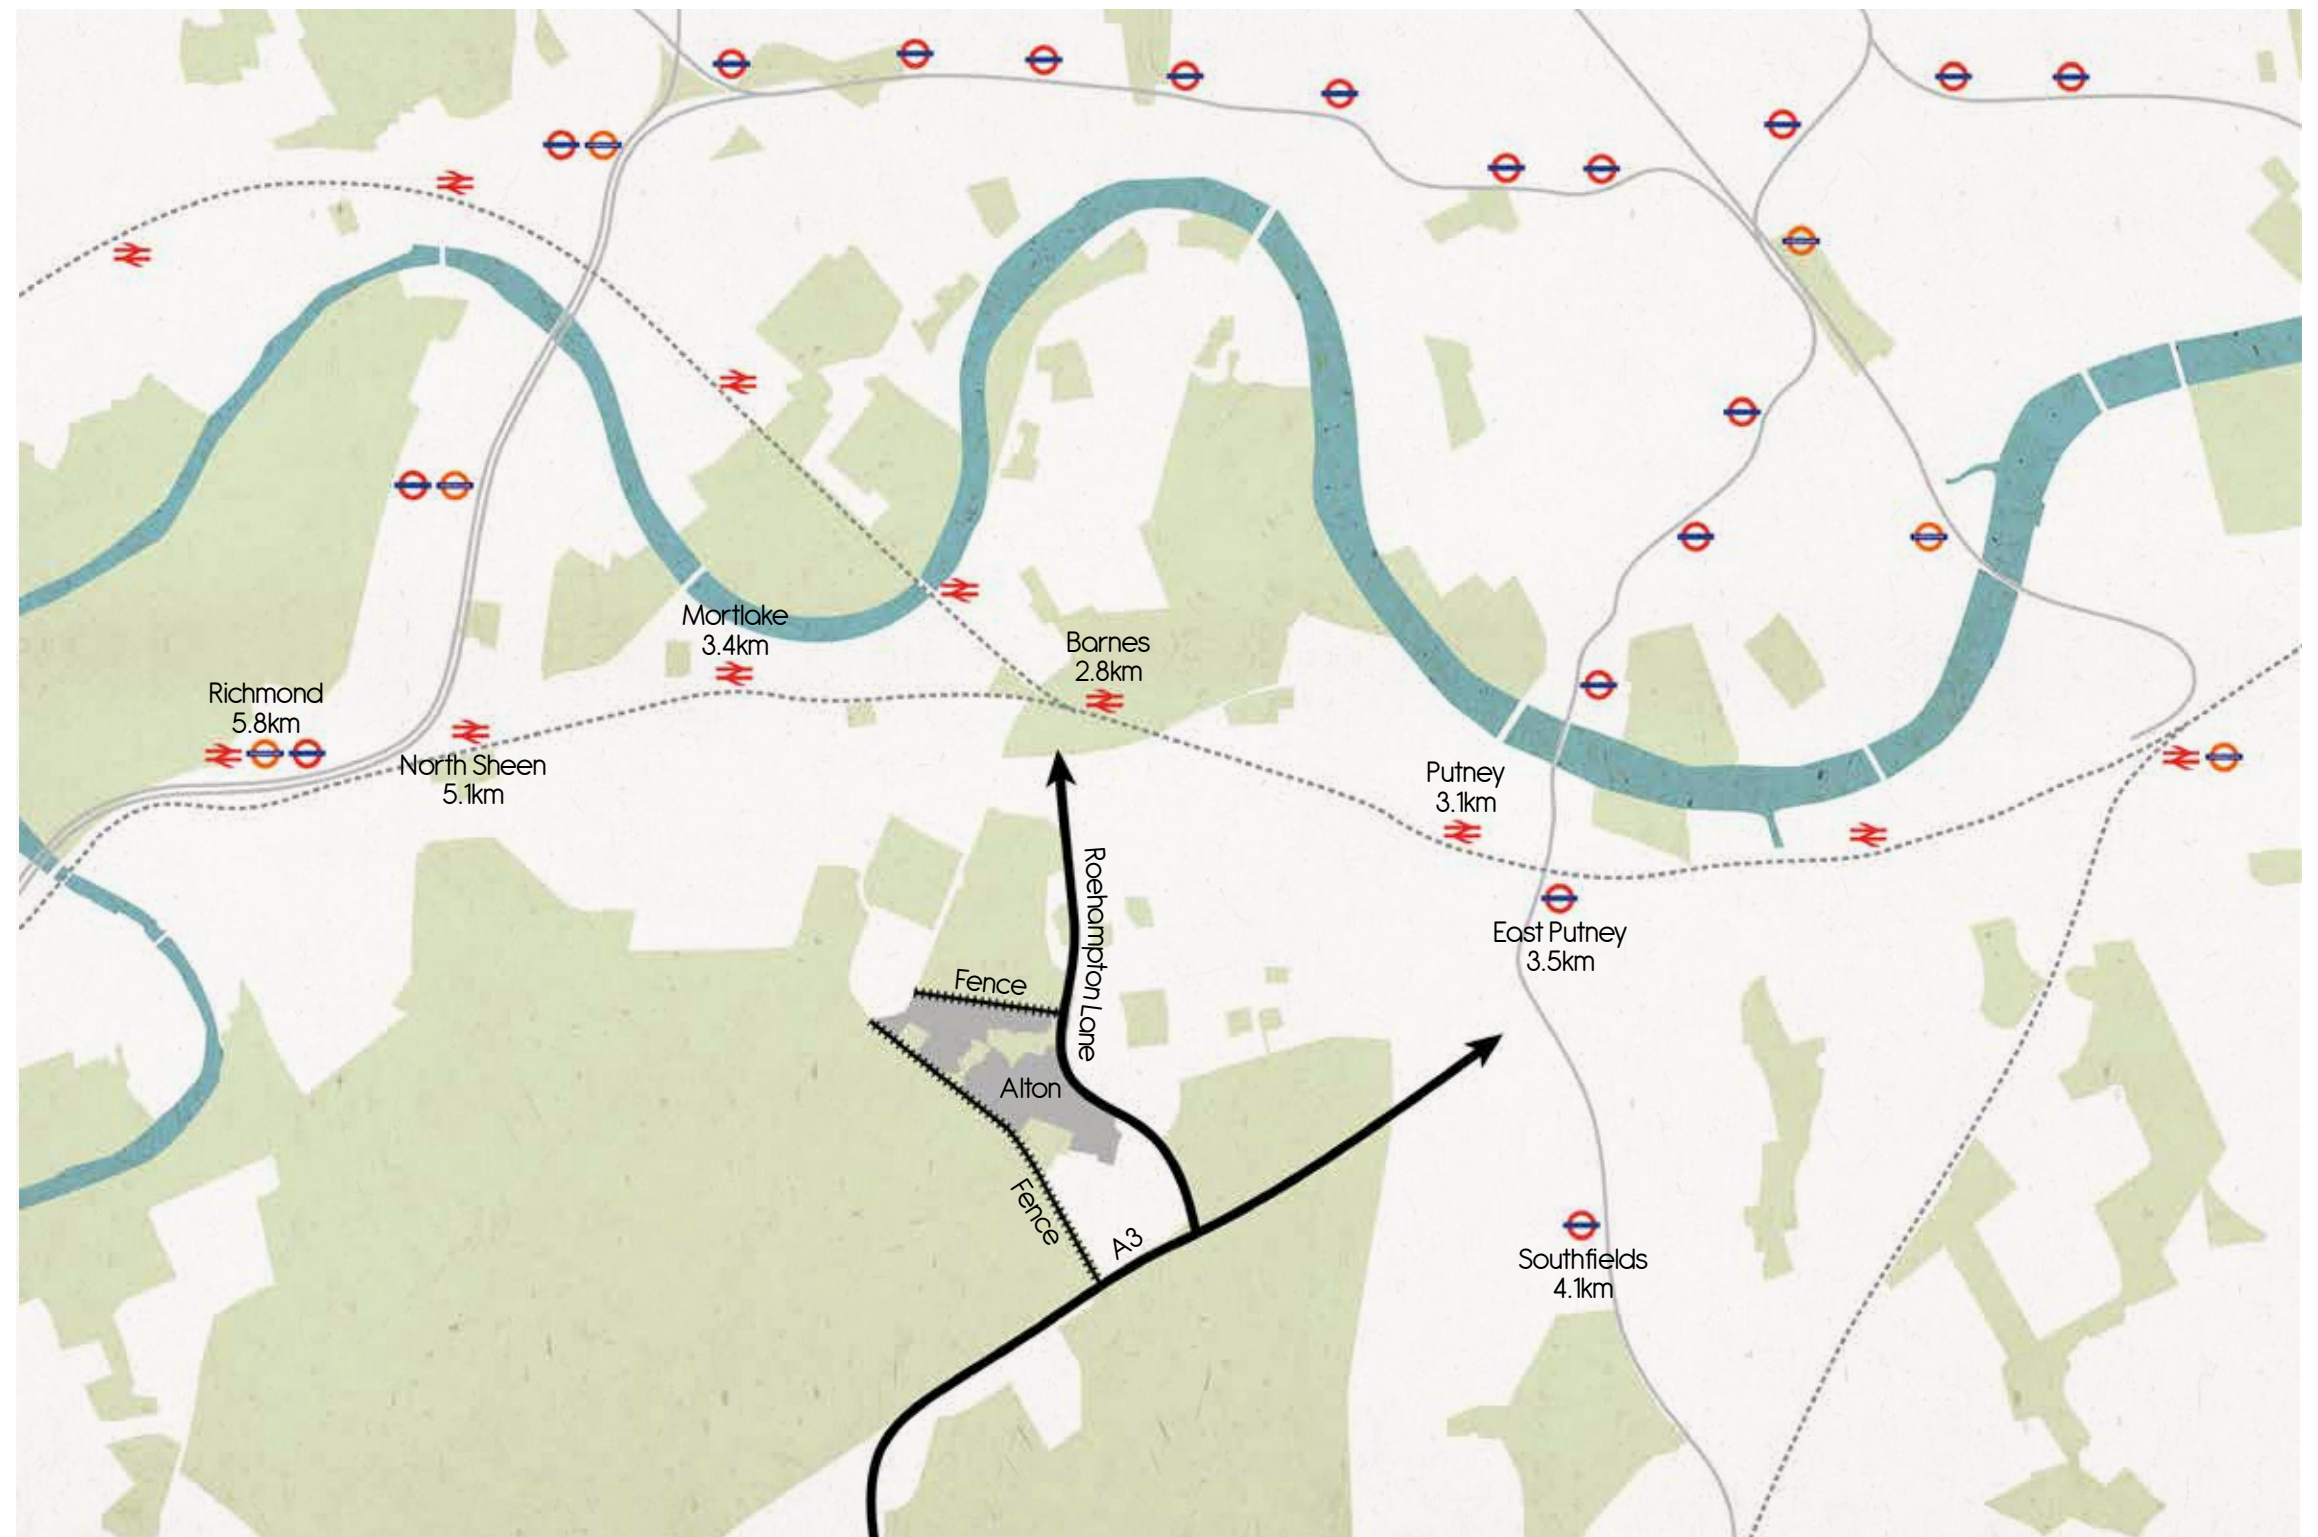 Mortlake
3.4km
Barnes
2.8km
Richmond
5.8km
North Sheen
5.1km
Putney
3.1km
Roehampton Lane
East Putney
3.5km
Fence
Alton
Fence
A3
Southfields
4.1km